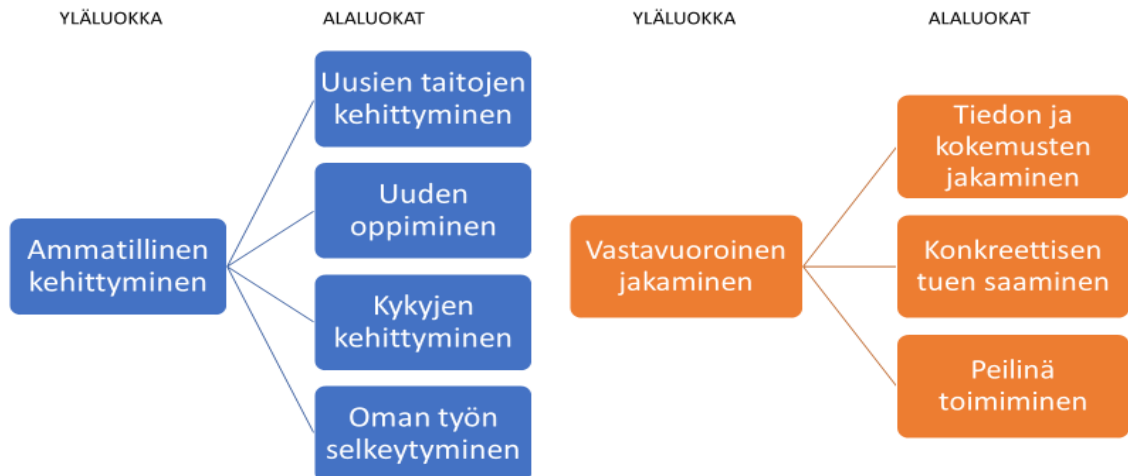 YLÄLUOKKA
ALALUOKAT
Uusien taitojen
kehittyminen
Uuden
oppiminen
Ammatillinen
kehittyminen
Kykyjen
kehittyminen
Oman työn
selkeytyminen
YLÄLUOKKA
ALALUOKAT
Tiedon ja
kokemusten
jakaminen
Vastavuoroinen
jakaminen
Konkreettisen
tuen saaminen
Peilinä
toimiminen